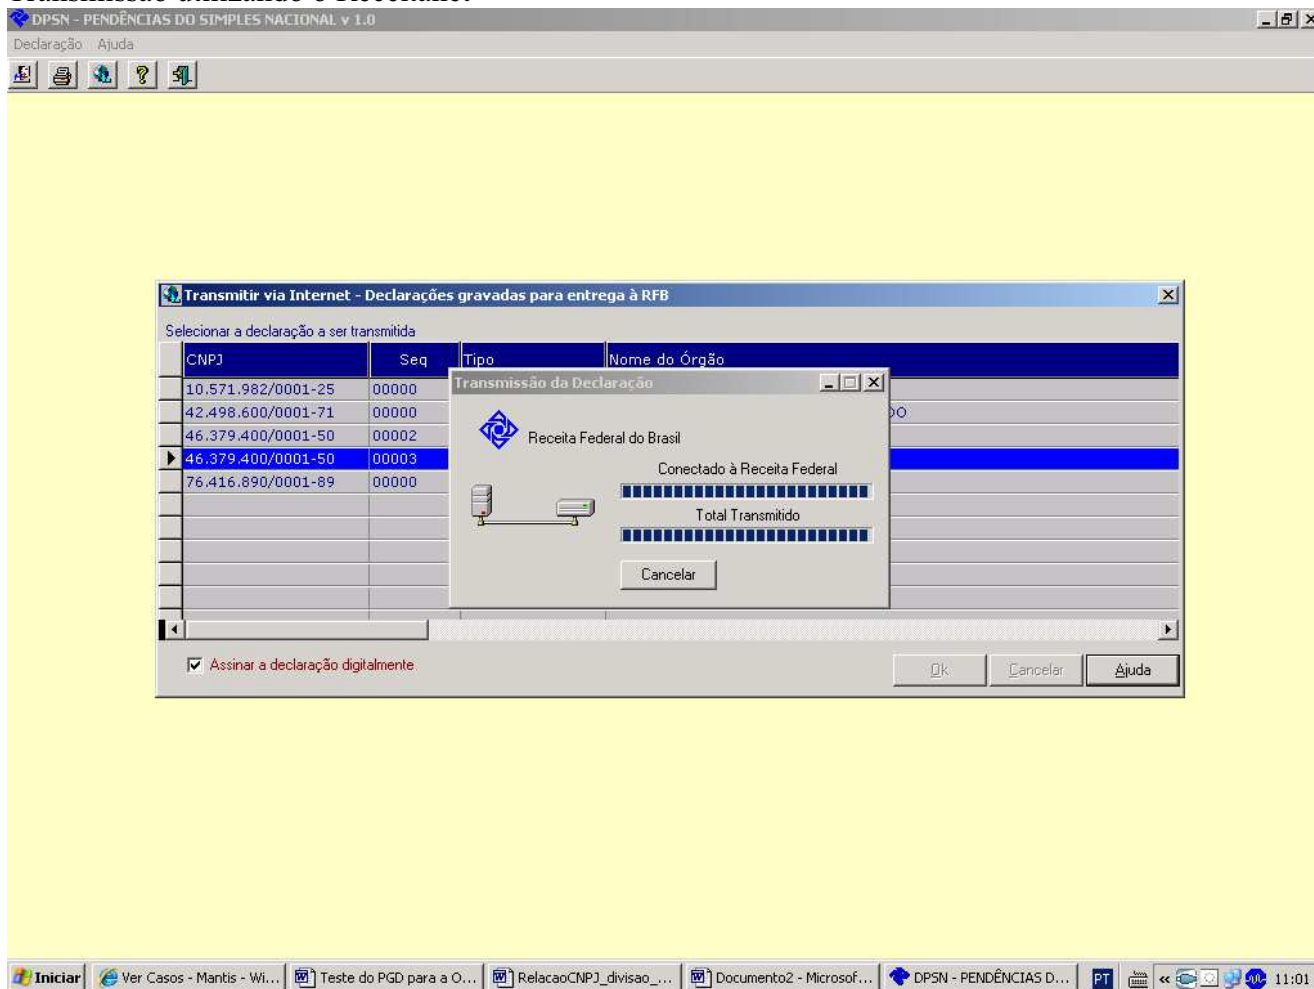 Transmissão utilizando o Receitanet
DPSN - PENDÊNCIAS DO SIMPLES NACIONAL v 1.0
Declaração Ajuda
Transmitir via Internet - Declarações gravadas para entrega à RFB
Selecionar a declaração a ser transmitida
CNPJ Seq Tipo Nome do Órgão
10.571.982/0001-25 00000
42.498.600/0001-71 00000 DO
46.379.400/0001-50 00002
46.379.400/0001-50 00003
76.416.890/0001-89 00000
Transmissão da Declaração
Receita Federal do Brasil
Conectado à Receita Federal
Total Transmitido
Cancelar
Assinar a declaração digitalmente.
Ok Cancelar Ajuda
Iniciar Ver Casos - Mantis - Wi... Teste do PGD para a O... RelacaoCNPJ_divisao_... Documento2 - Microsof... DPSN - PENDÊNCIAS D... PT « 11:01